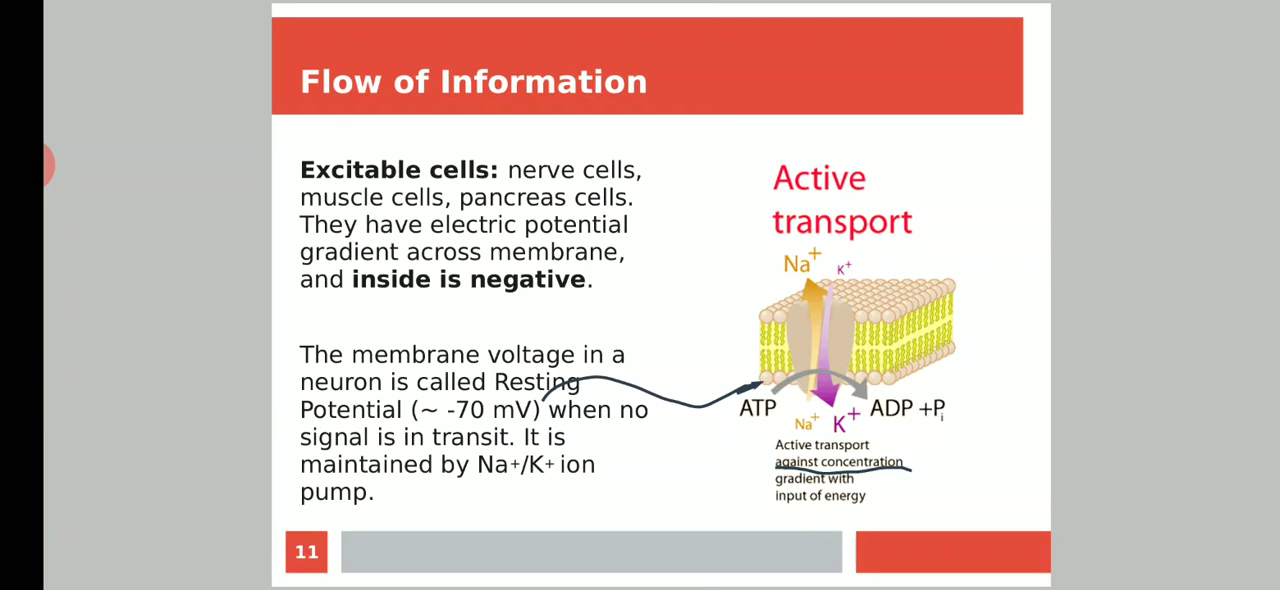 Flow of Information
Excitable cells: nerve cells,
muscle cells, pancreas cells.
They have electric potential
gradient across membrane,
and inside is negative.
The membrane voltage in a
neuron is called Resting
Potential (~ -70 mV) when no
signal is in transit. It is
maintained by Na+/K+ ion
pump.
Active
transport
Na+ K+
ATP
Na+ K+
ADP +Pi
Active transport
against concentration
gradient with
input of energy
11